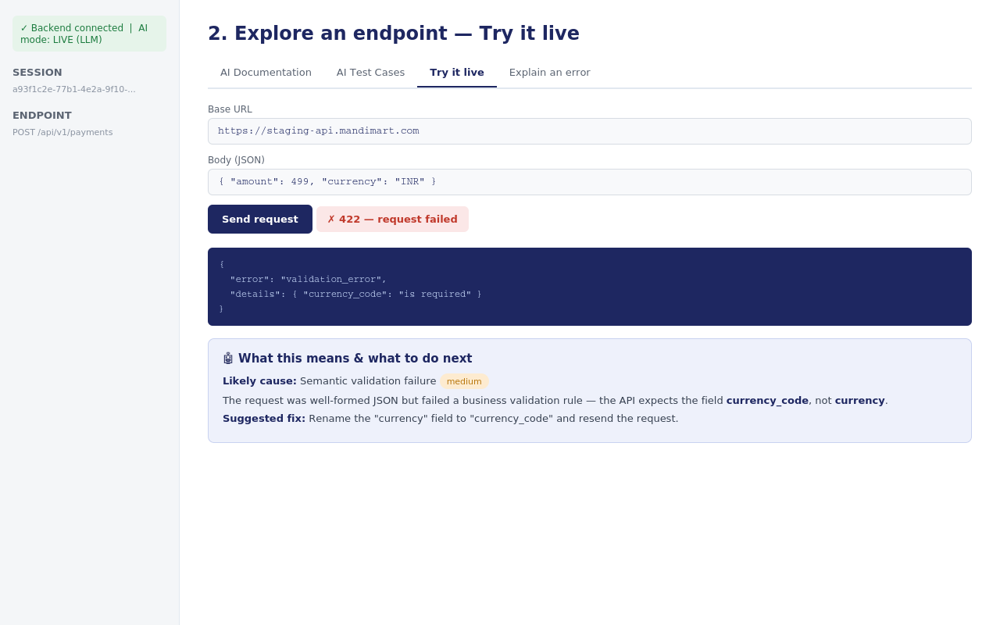 ✓ Backend connected | AI
mode: LIVE (LLM)
SESSION
a93f1c2e-77b1-4e2a-9f10-...
ENDPOINT
POST /api/v1/payments
2. Explore an endpoint — Try it live
AI Documentation AI Test Cases Try it live Explain an error
Base URL
https://staging-api.mandimart.com
Body (JSON)
{ "amount": 499, "currency": "INR" }
Send request ✗ 422 — request failed
{
"error": "validation_error",
"details": { "currency_code": "is required" }
}
🤖 What this means & what to do next
Likely cause: Semantic validation failure medium
The request was well-formed JSON but failed a business validation rule — the API expects the field currency_code, not currency.
Suggested fix: Rename the "currency" field to "currency_code" and resend the request.